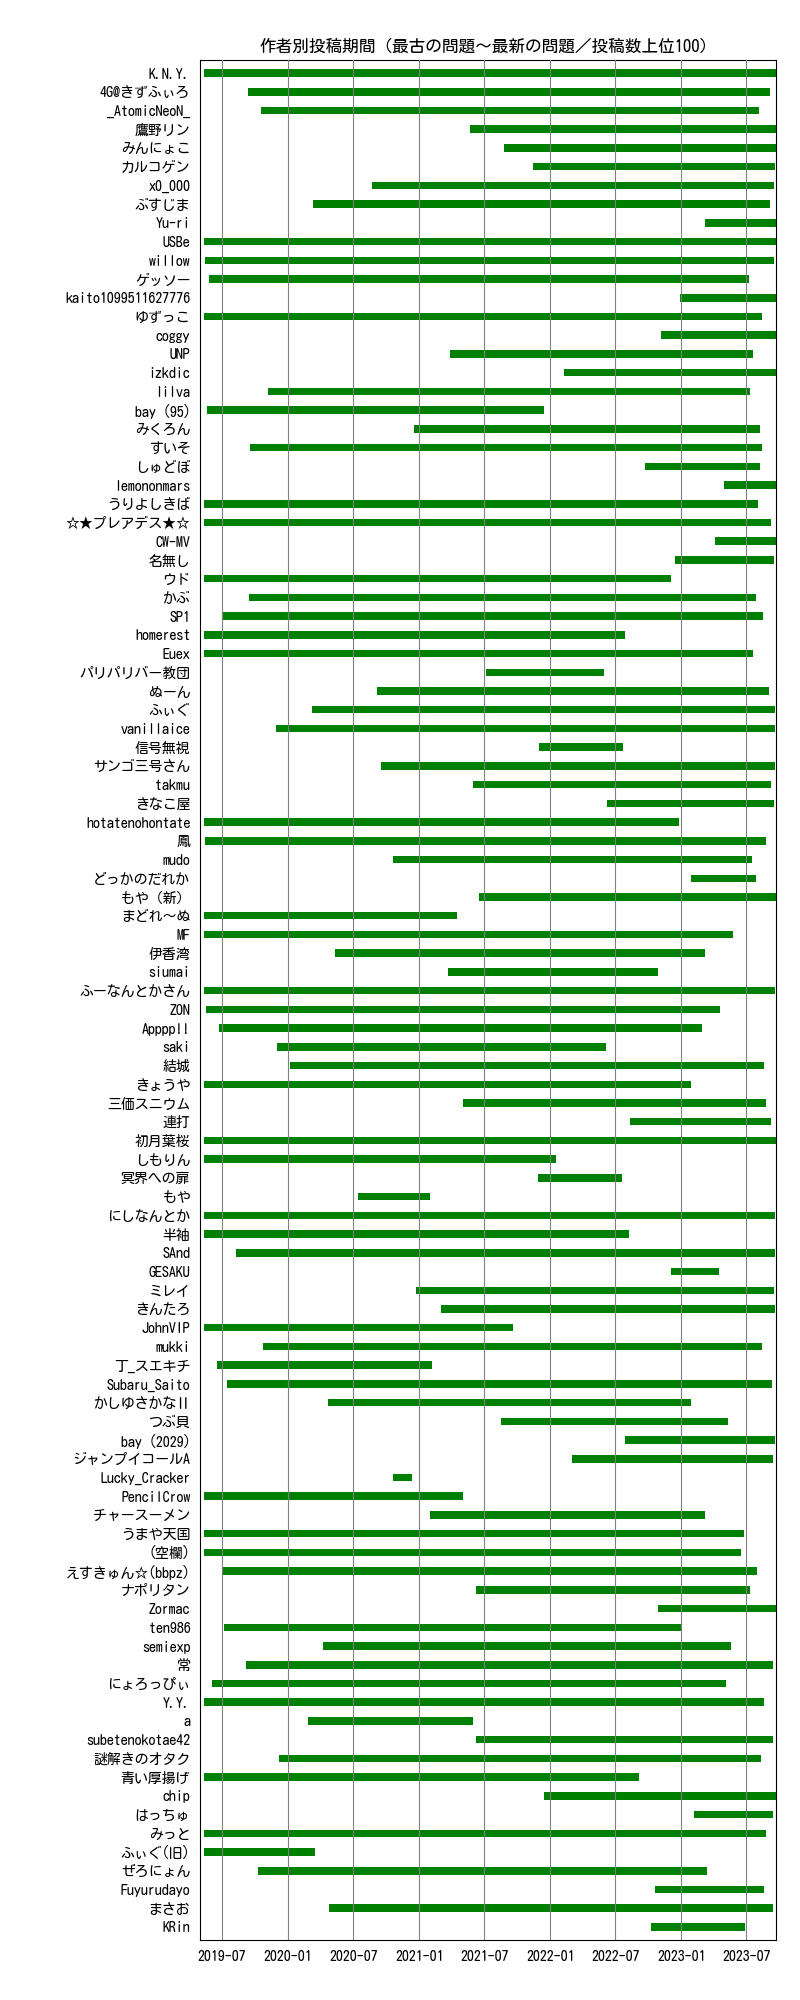 作者別投稿期間（最古の問題～最新の問題／投稿数上位100）
K.N.Y.
4G@きずふぃろ
_AtomicNeoN_
鷹野リン
みんにょこ
カルコゲン
x0_000
ぶすじま
Yu-ri
USBe
willow
ゲッソー
kaito1099511627776
ゆずっこ
coggy
UNP
izkdic
lilva
bay (95)
みくろん
すいそ
しゅどぼ
lemononmars
うりよしきば
☆★プレアデス★☆
CW-MV
名無し
ウド
かぶ
SP1
homerest
Euex
パリパリバー教団
ぬーん
ふぃぐ
vanillaice
信号無視
サンゴ三号さん
takmu
きなこ屋
hotatenohontate
鳳
mudo
どっかのだれか
もや（新）
まどれ～ぬ
MF
伊香湾
siumai
ふーなんとかさん
ZON
Appppll
saki
結城
きょうや
三価スニウム
連打
初月葉桜
しもりん
冥界への扉
もや
にしなんとか
半袖
SAnd
GESAKU
ミレイ
きんたろ
JohnVIP
mukki
丁_スエキチ
Subaru_Saito
かしゆさかなⅡ
つぶ貝
bay (2029)
ジャンプイコールA
Lucky_Cracker
PencilCrow
チャースーメン
うまや天国
(空欄)
えすきゅん☆(bbpz)
ナポリタン
Zormac
ten986
semiexp
常
にょろっぴぃ
Y.Y.
a
subetenokotae42
謎解きのオタク
青い厚揚げ
chip
はっちゅ
みっと
ふぃぐ(旧)
ぜろにょん
Fuyurudayo
まさお
KRin
2019-07 2020-01 2020-07 2021-01 2021-07 2022-01 2022-07 2023-01 2023-07